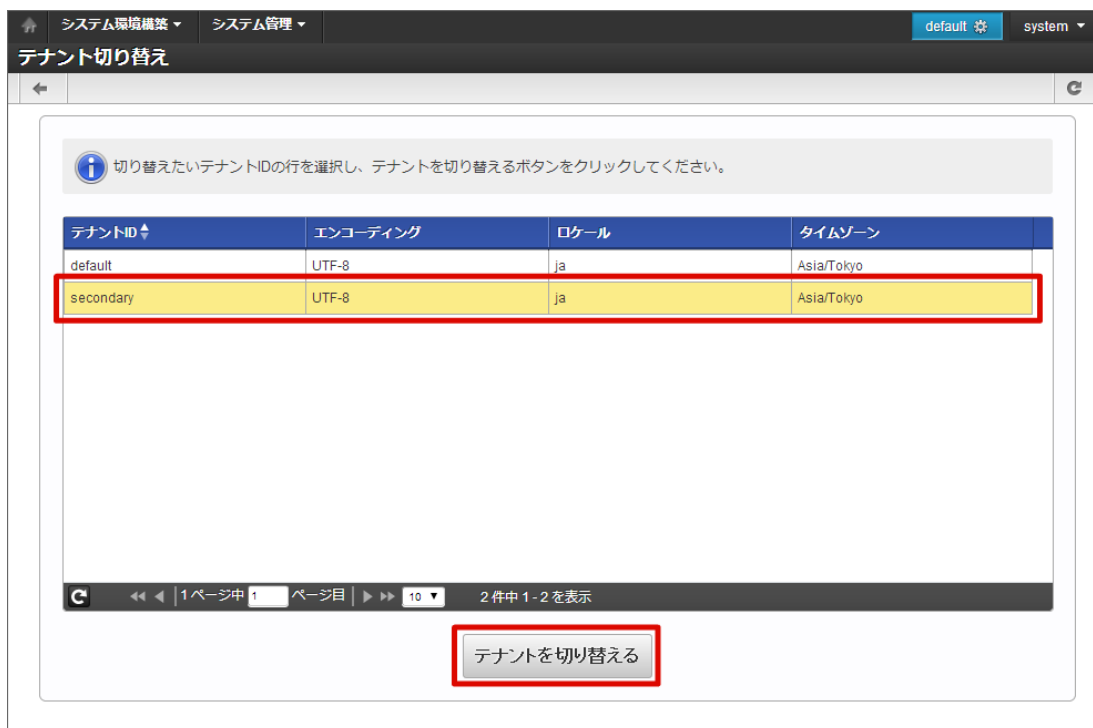 システム環境構築 システム管理 default system
テナント切り替え
切り替えたいテナントIDの行を選択し、テナントを切り替えるボタンをクリックしてください。
テナントID エンコーディング ロケール タイムゾーン
default UTF-8 ja Asia/Tokyo
secondary UTF-8 ja Asia/Tokyo
1ページ中 1 ページ目 10 2件中 1 - 2 を表示
テナントを切り替える